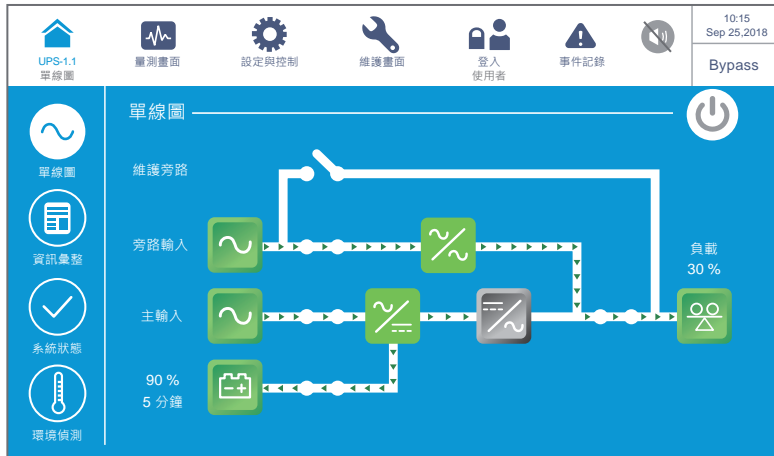 UPS-1.1
單線圖
量測畫面
設定與控制
維護畫面
登入
使用者
事件記錄
10:15
Sep 25,2018
Bypass
單線圖
資訊彙整
系統狀態
環境偵測
單線圖
維護旁路
旁路輸入
主輸入
90 %
5 分鐘
負載
30 %